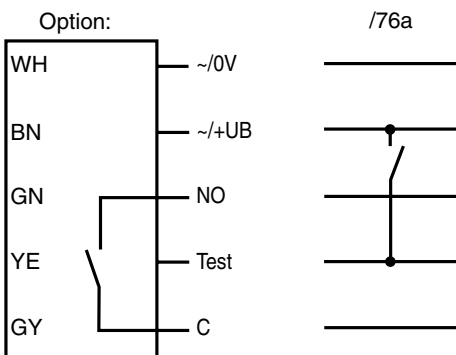 Option: /76a
WH ~/0V
BN ~/+UB
GN NO
YE Test
GY C